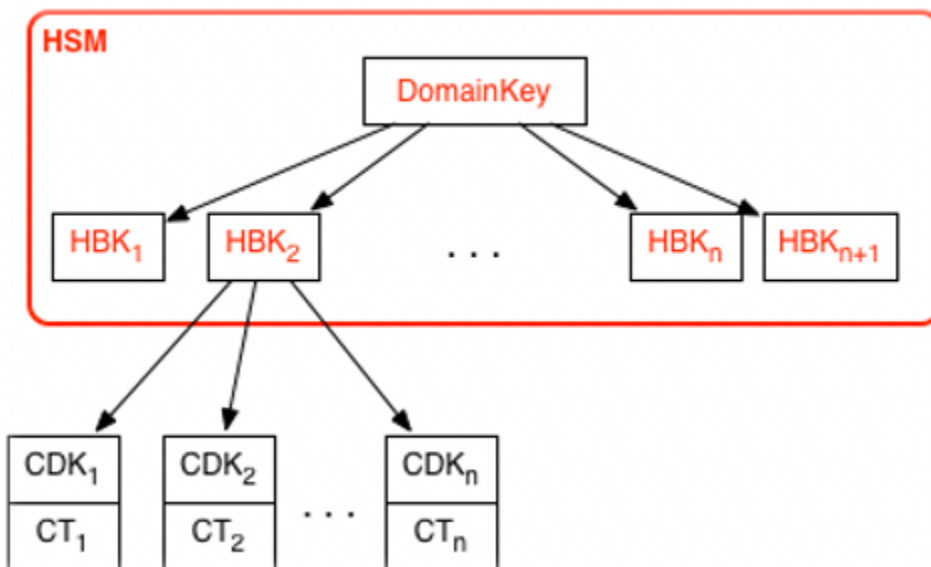 HSM
DomainKey
HBK₁ HBK₂ . . . HBKₙ HBKₙ₊₁
CDK₁ CDK₂ CDKₙ
CT₁ CT₂ . . . CTₙ